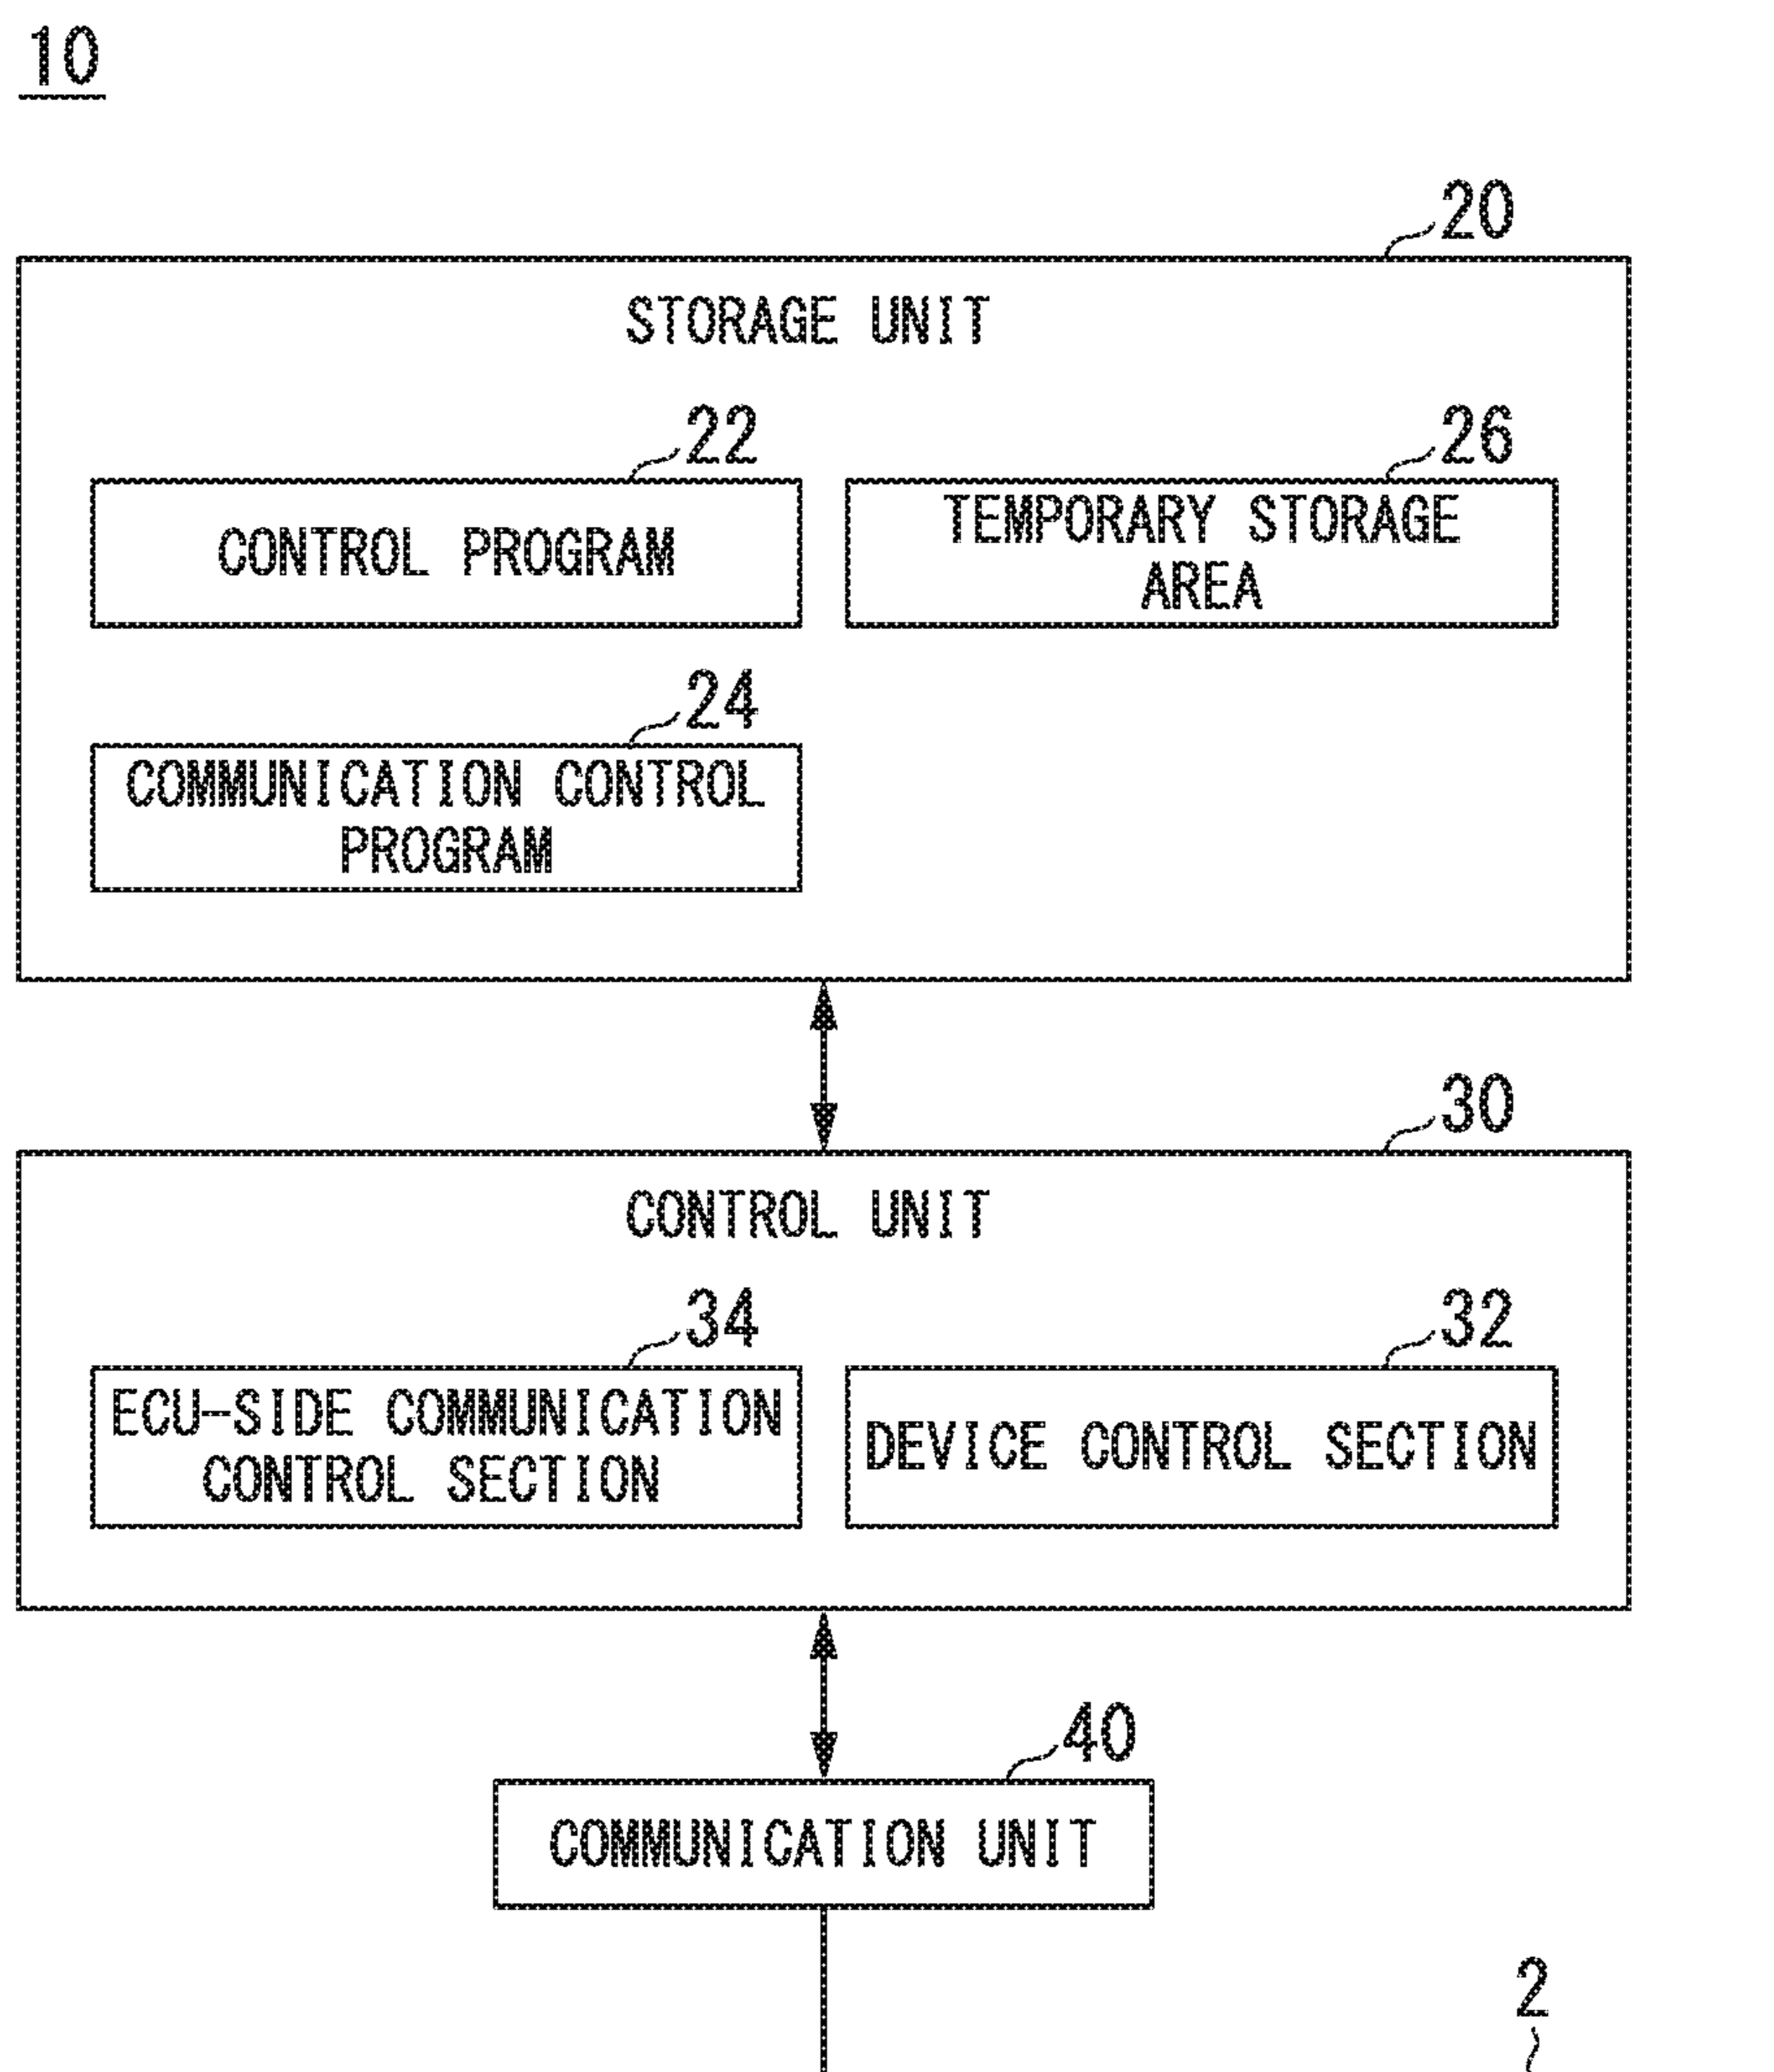 10
20
STORAGE UNIT
22
26
CONTROL PROGRAM
TEMPORARY STORAGE
AREA
24
COMMUNICATION CONTROL
PROGRAM
30
CONTROL UNIT
34
32
ECU-SIDE COMMUNICATION
CONTROL SECTION
DEVICE CONTROL SECTION
40
COMMUNICATION UNIT
2